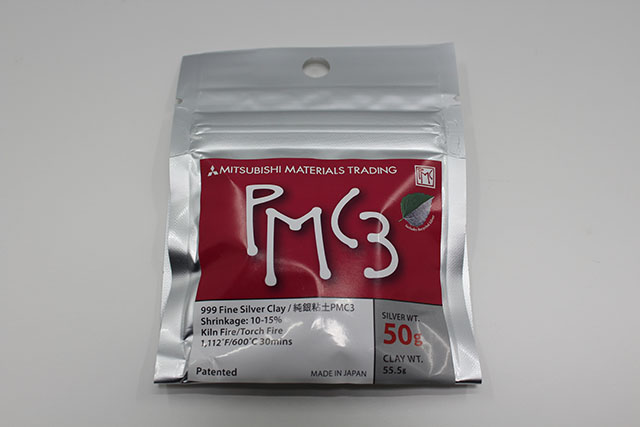 MITSUBISHI MATERIALS TRADING
PMC
PMC3
999 Fine Silver Clay / 純銀粘土PMC3
Shrinkage: 10-15%
Kiln Fire/Torch Fire
1,112˚F/600˚C 30mins
Patented
MADE IN JAPAN
SILVER WT.
50g
CLAY WT.
55.5g